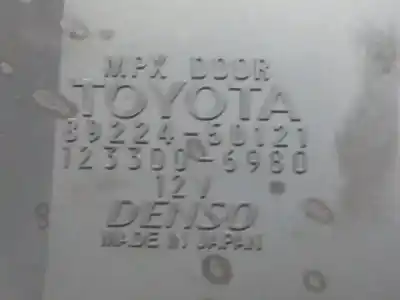 MPX DOOR
TOYOTA
89224-50121
123300-6980
12V
DENSO
MADE IN JAPAN